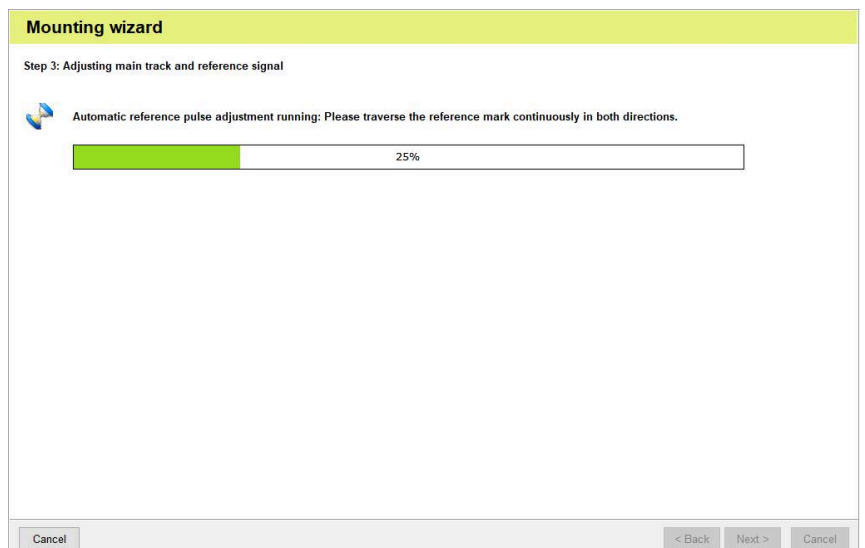 Mounting wizard
Step 3: Adjusting main track and reference signal
Automatic reference pulse adjustment running: Please traverse the reference mark continuously in both directions.
25%
Cancel < Back Next > Cancel